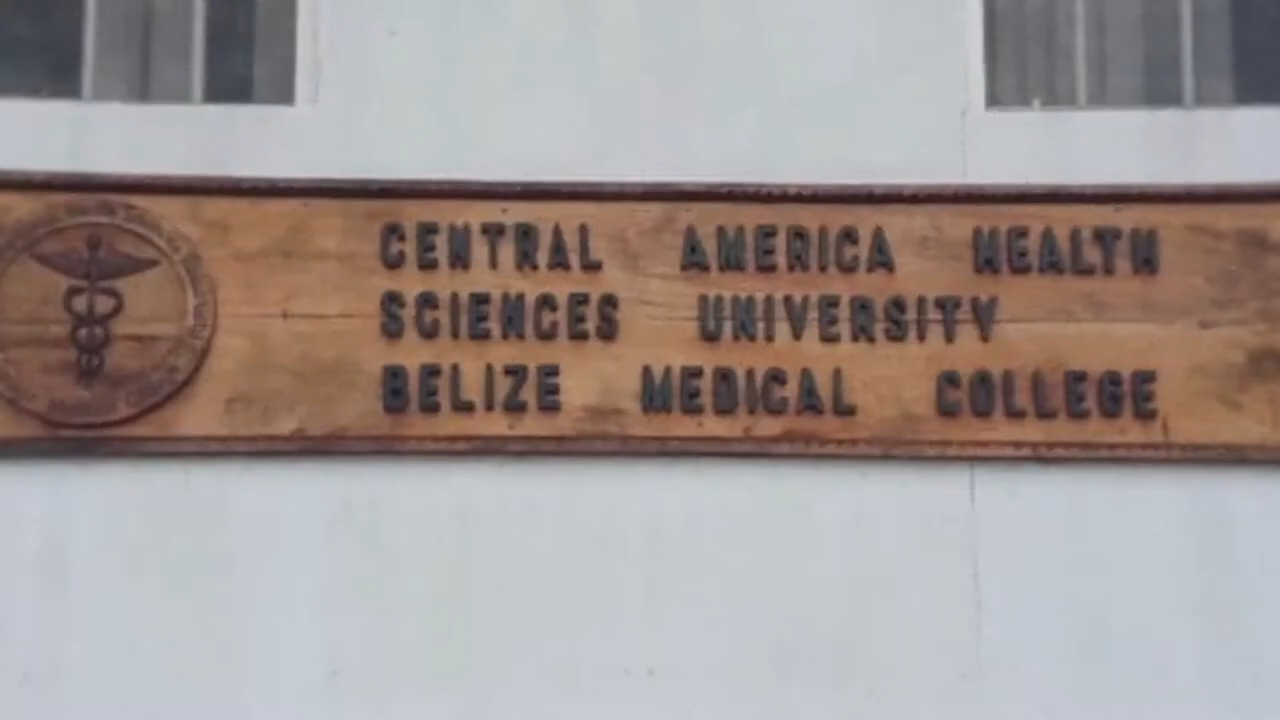 CENTRAL AMERICA HEALTH
SCIENCES UNIVERSITY
BELIZE MEDICAL COLLEGE